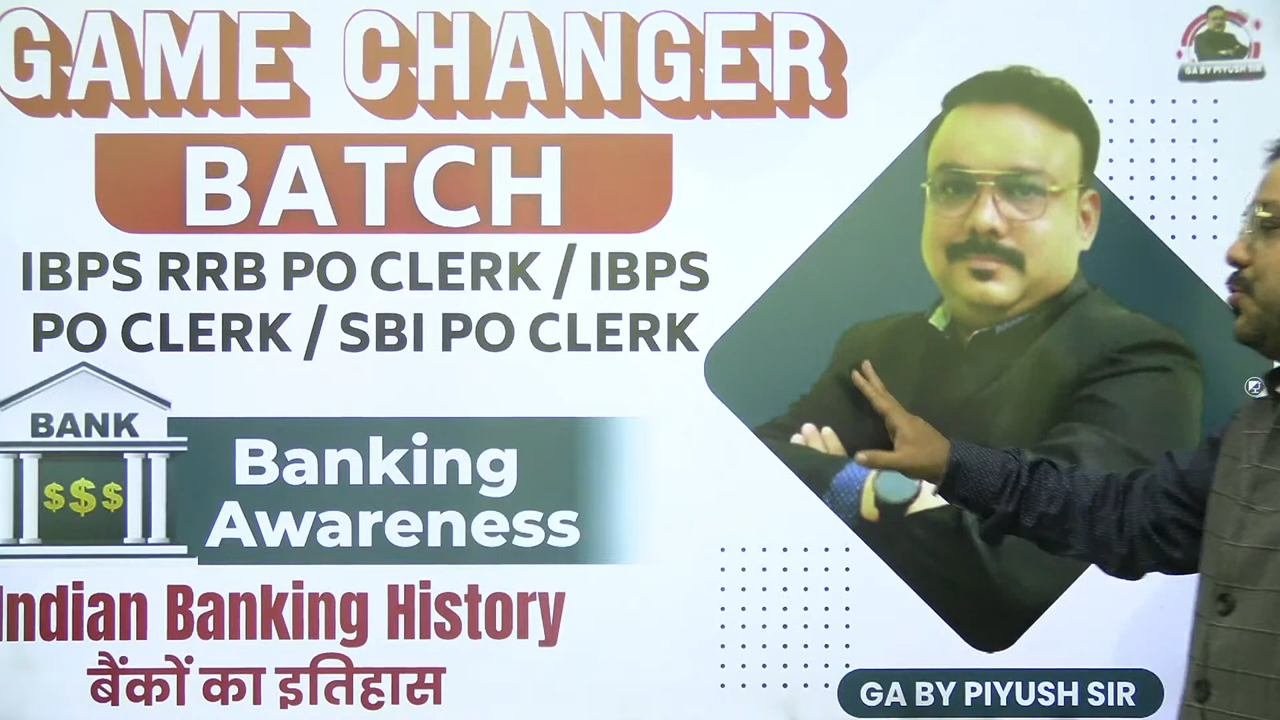 GAME CHANGER
BATCH
IBPS RRB PO CLERK / IBPS
PO CLERK / SBI PO CLERK
BANK
$$$
Banking
Awareness
Indian Banking History
बैंकों का इतिहास
GA BY PIYUSH SIR
GA BY PIYUSH SIR